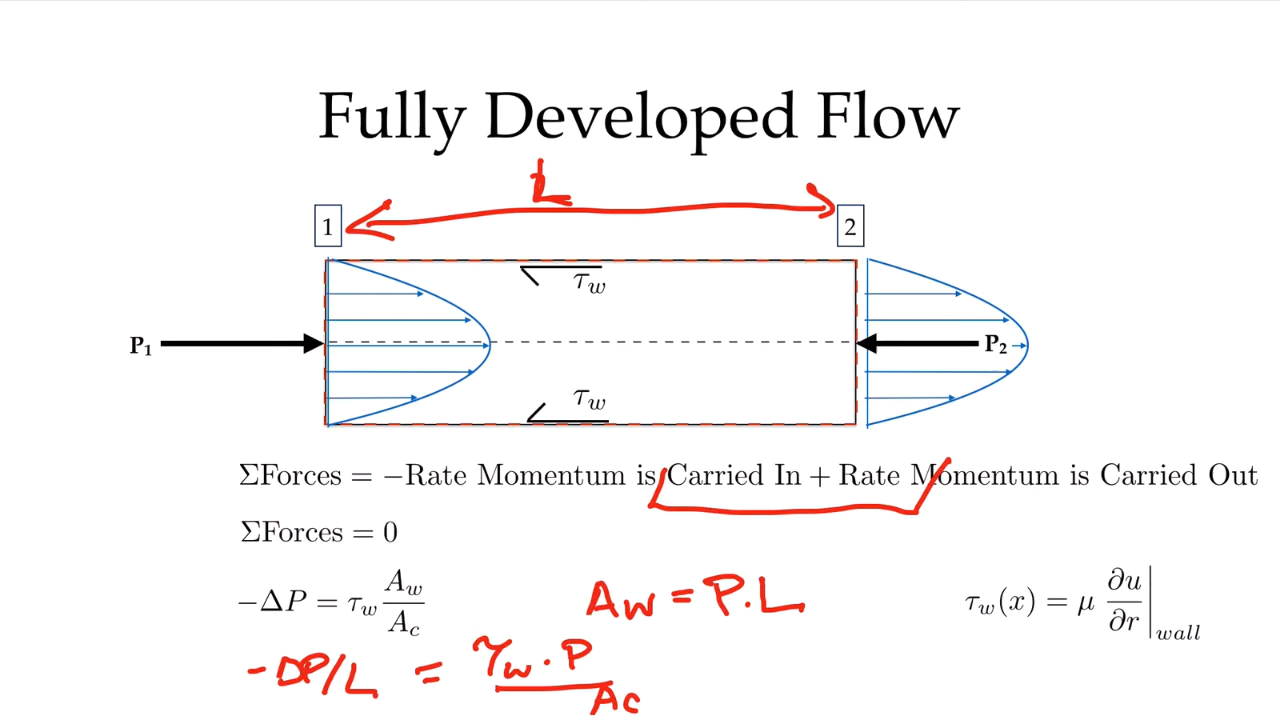 Fully Developed Flow
L
1
2
τw
P1
P2
τw
ΣForces = −Rate Momentum is Carried In + Rate Momentum is Carried Out
ΣForces = 0
−ΔP = τw Aw/Ac
Aw = P.L
τw(x) = μ ∂u/∂r|wall
-DP/L = τw . P / Ac